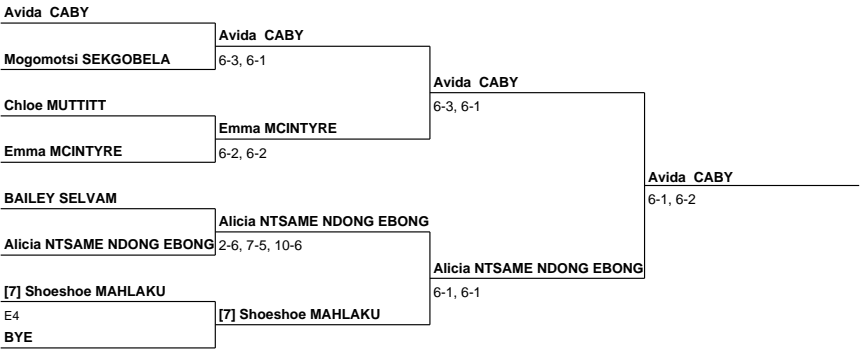 Avida CABY
Avida CABY
Mogomotsi SEKGOBELA
6-3, 6-1
Avida CABY
6-3, 6-1
Chloe MUTTITT
Emma MCINTYRE
Emma MCINTYRE
6-2, 6-2
Avida CABY
6-1, 6-2
BAILEY SELVAM
Alicia NTSAME NDONG EBONG
Alicia NTSAME NDONG EBONG
2-6, 7-5, 10-6
Alicia NTSAME NDONG EBONG
6-1, 6-1
[7] Shoeshoe MAHLAKU
E4
[7] Shoeshoe MAHLAKU
BYE